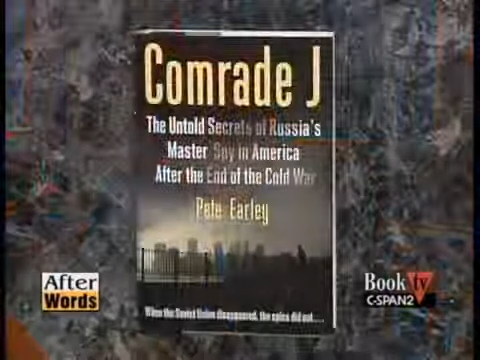 Comrade J
The Untold Secrets of Russia's
Master Spy in America
After the End of the Cold War
Pete Earley
When the Soviet Union disappeared, the spies did not....
After
Words
Book tv
C-SPAN2